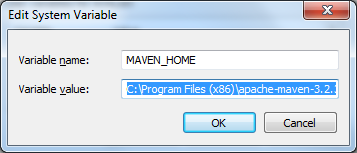 Edit System Variable
Variable name:
MAVEN_HOME
Variable value:
C:\Program Files (x86)\apache-maven-3.2.
OK
Cancel